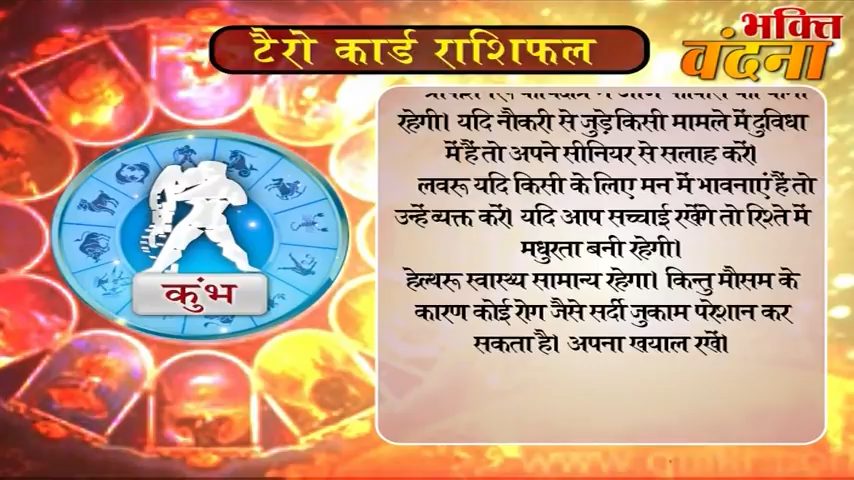 टैरो कार्ड राशिफल
भक्ति
वंदना
रहेगी। यदि नौकरी से जुड़े किसी मामले में दुविधा
में हैं तो अपने सीनियर से सलाह करें।
लवरू यदि किसी के लिए मन में भावनाएं हैं तो
उन्हें व्यक्त करें। यदि आप सच्चाई रखेंगे तो रिश्ते में
मधुरता बनी रहेगी।
हेल्थरू स्वास्थ्य सामान्य रहेगा। किन्तु मौसम के
कारण कोई रोग जैसे सर्दी जुकाम परेशान कर
सकता है। अपना खयाल रखें।
कुंभ